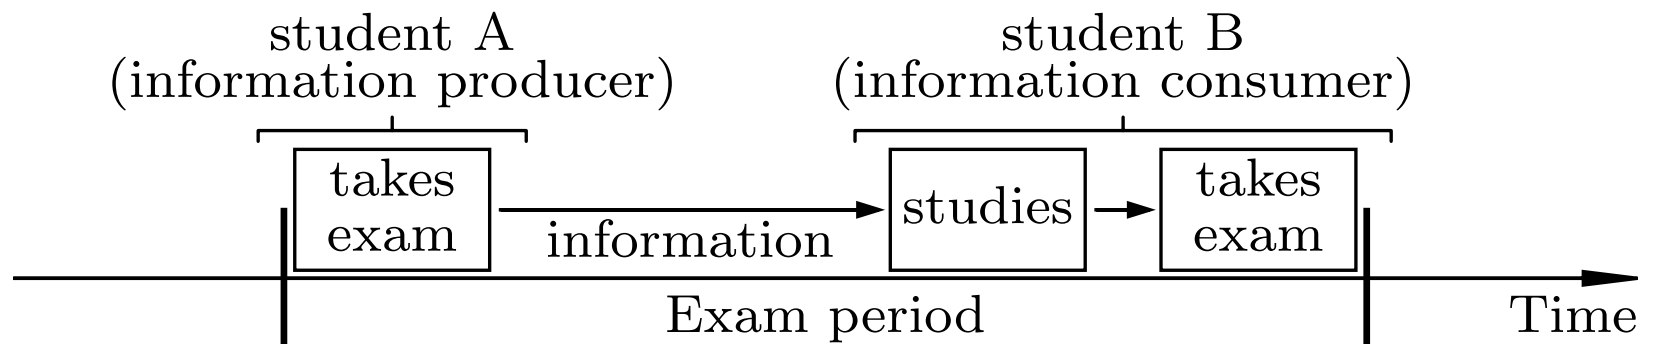 student A
(information producer)
student B
(information consumer)
takes
exam
information
studies
takes
exam
Exam period
Time